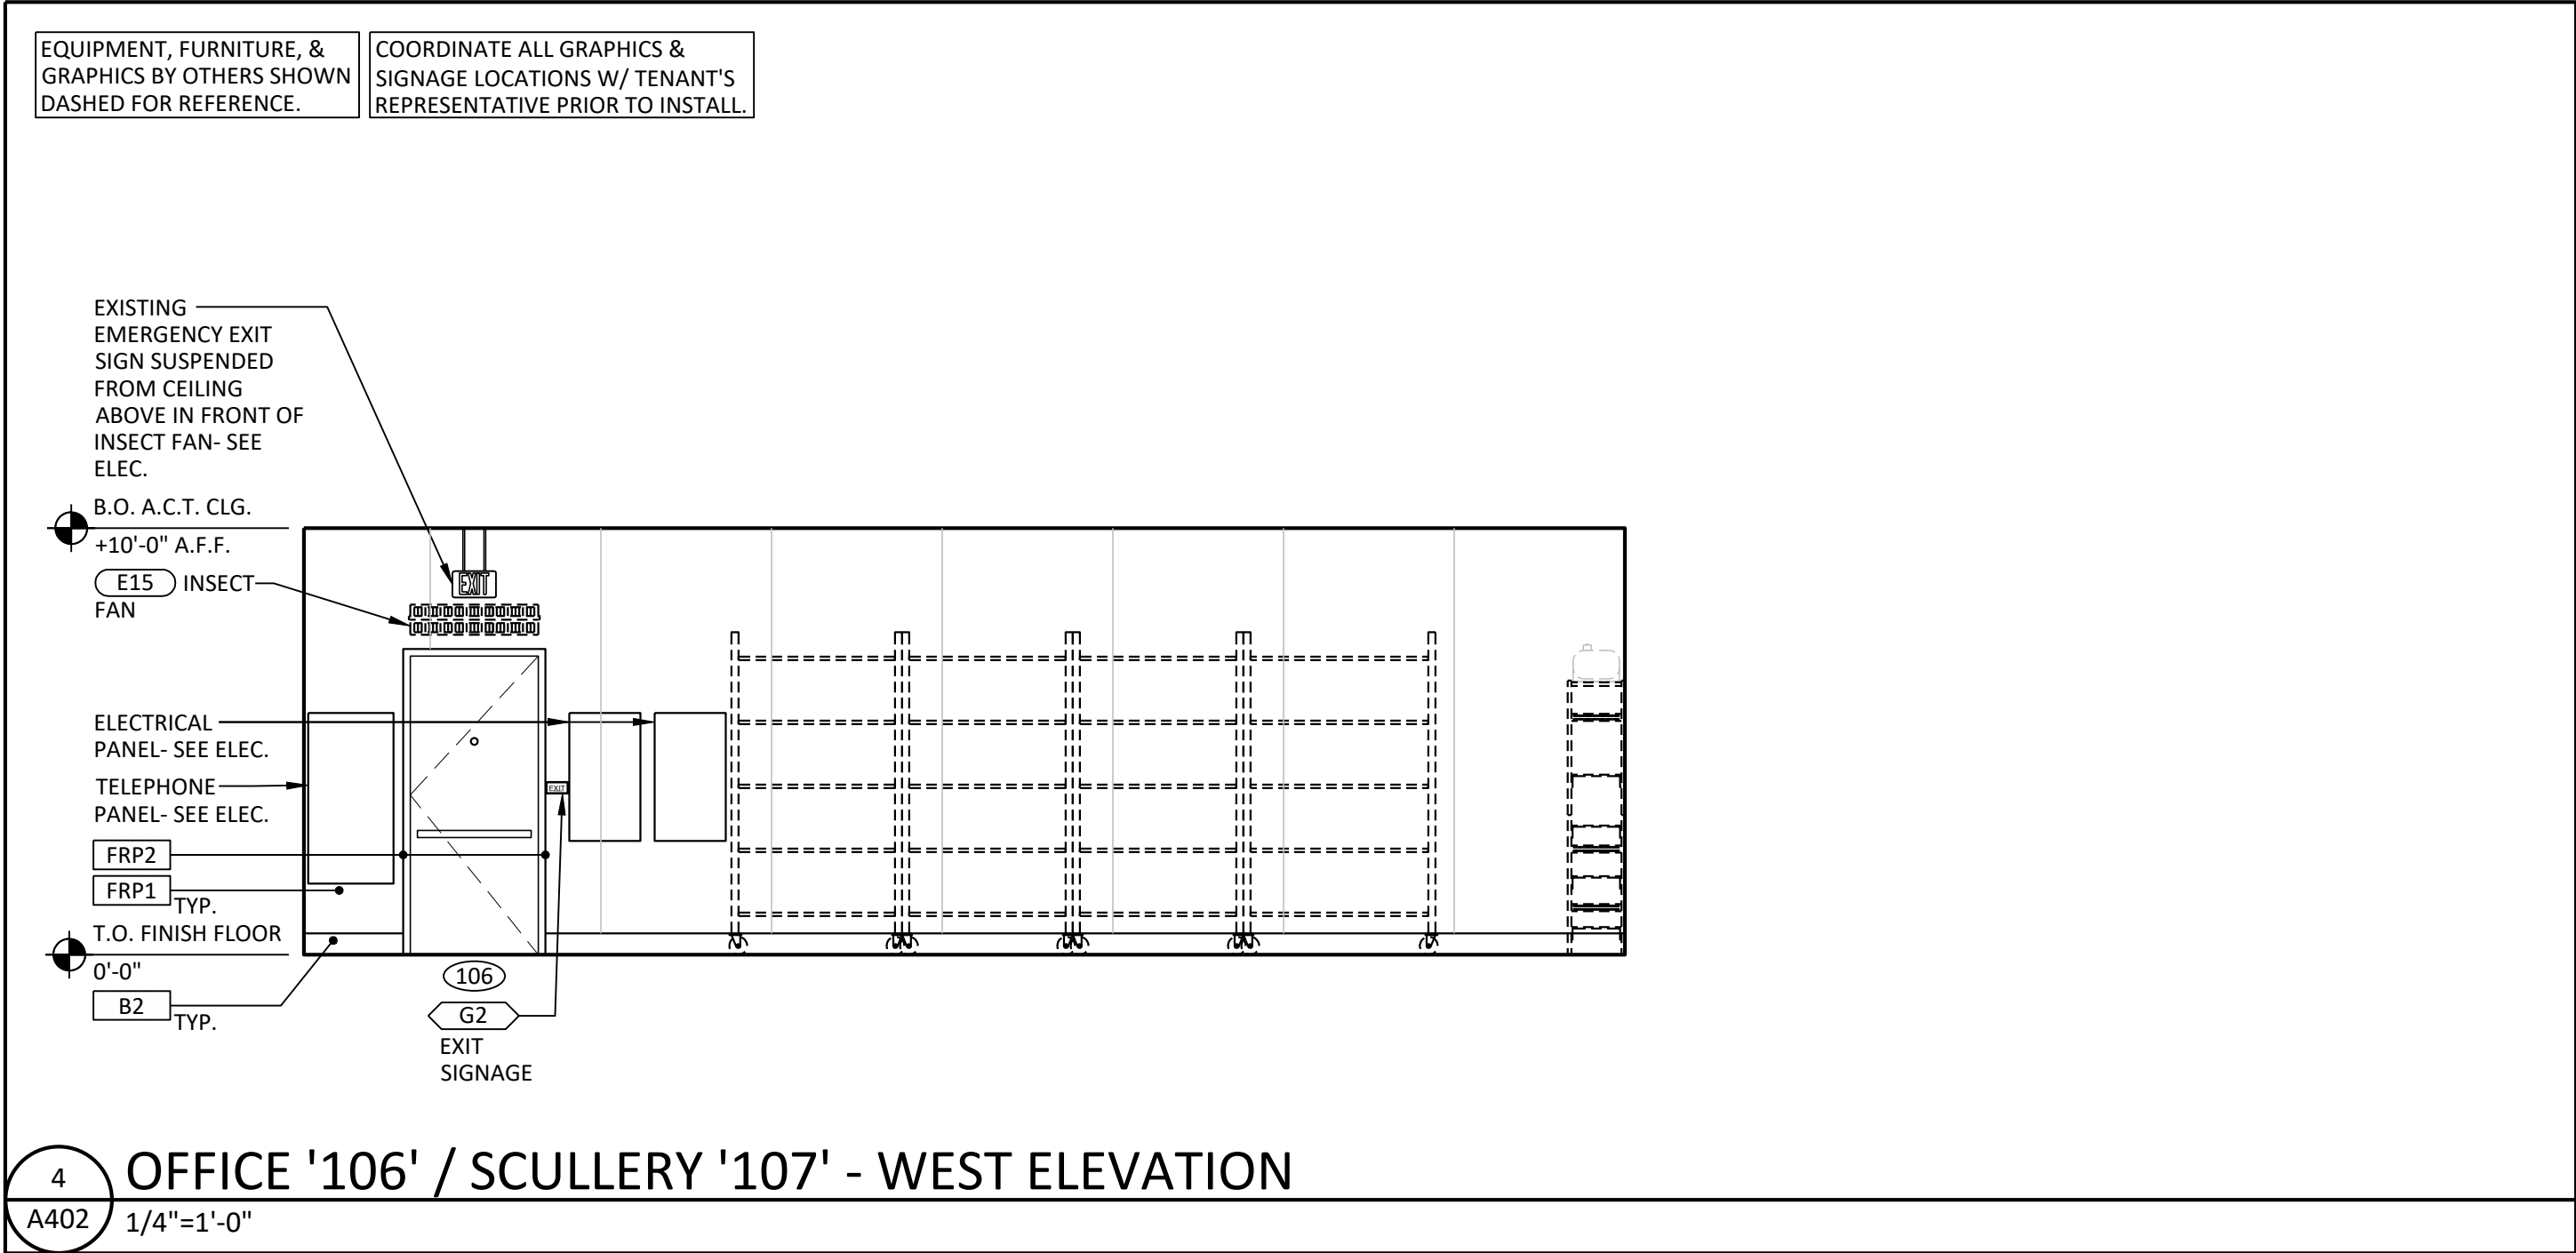 EQUIPMENT, FURNITURE, &
GRAPHICS BY OTHERS SHOWN
DASHED FOR REFERENCE.
COORDINATE ALL GRAPHICS &
SIGNAGE LOCATIONS W/ TENANT'S
REPRESENTATIVE PRIOR TO INSTALL.
EXISTING
EMERGENCY EXIT
SIGN SUSPENDED
FROM CEILING
ABOVE IN FRONT OF
INSECT FAN- SEE
ELEC.
B.O. A.C.T. CLG.
+10'-0" A.F.F.
E15 INSECT
FAN
EXIT
ELECTRICAL
PANEL- SEE ELEC.
TELEPHONE
PANEL- SEE ELEC.
EXIT
FRP2
FRP1
TYP.
T.O. FINISH FLOOR
0'-0"
B2
TYP.
106
G2
EXIT
SIGNAGE
4
A402
OFFICE '106' / SCULLERY '107' - WEST ELEVATION
1/4"=1'-0"